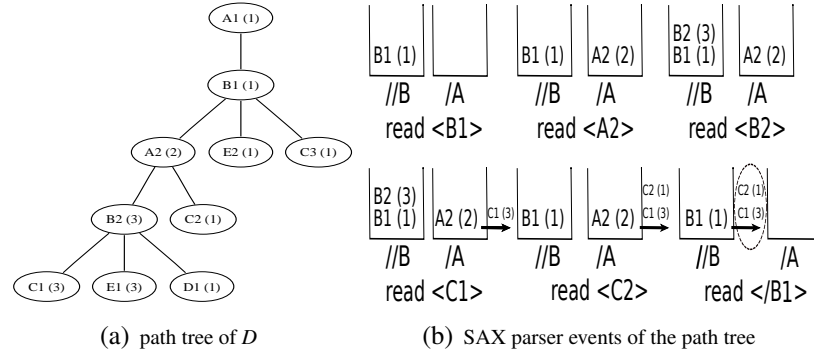 A1 (1)
B1 (1)
A2 (2)
E2 (1)
C3 (1)
B2 (3)
C2 (1)
C1 (3)
E1 (3)
D1 (1)
(a) path tree of D
B1 (1)
//B /A
read <B1>
B1 (1) A2 (2)
//B /A
read <A2>
B2 (3)
B1 (1) A2 (2)
//B /A
read <B2>
B2 (3)
B1 (1) A2 (2) C1 (3)
//B /A
read <C1>
C2 (1)
B1 (1) A2 (2) C1 (3)
//B /A
read <C2>
C2 (1)
B1 (1) C1 (3)
//B /A
read </B1>
(b) SAX parser events of the path tree